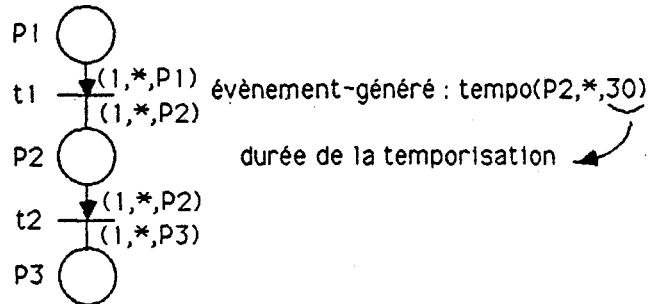 P1
(1,*,P1)
t1
évènement-généré : tempo(P2,*,30)
(1,*,P2)
P2
durée de la temporisation
(1,*,P2)
t2
(1,*,P3)
P3